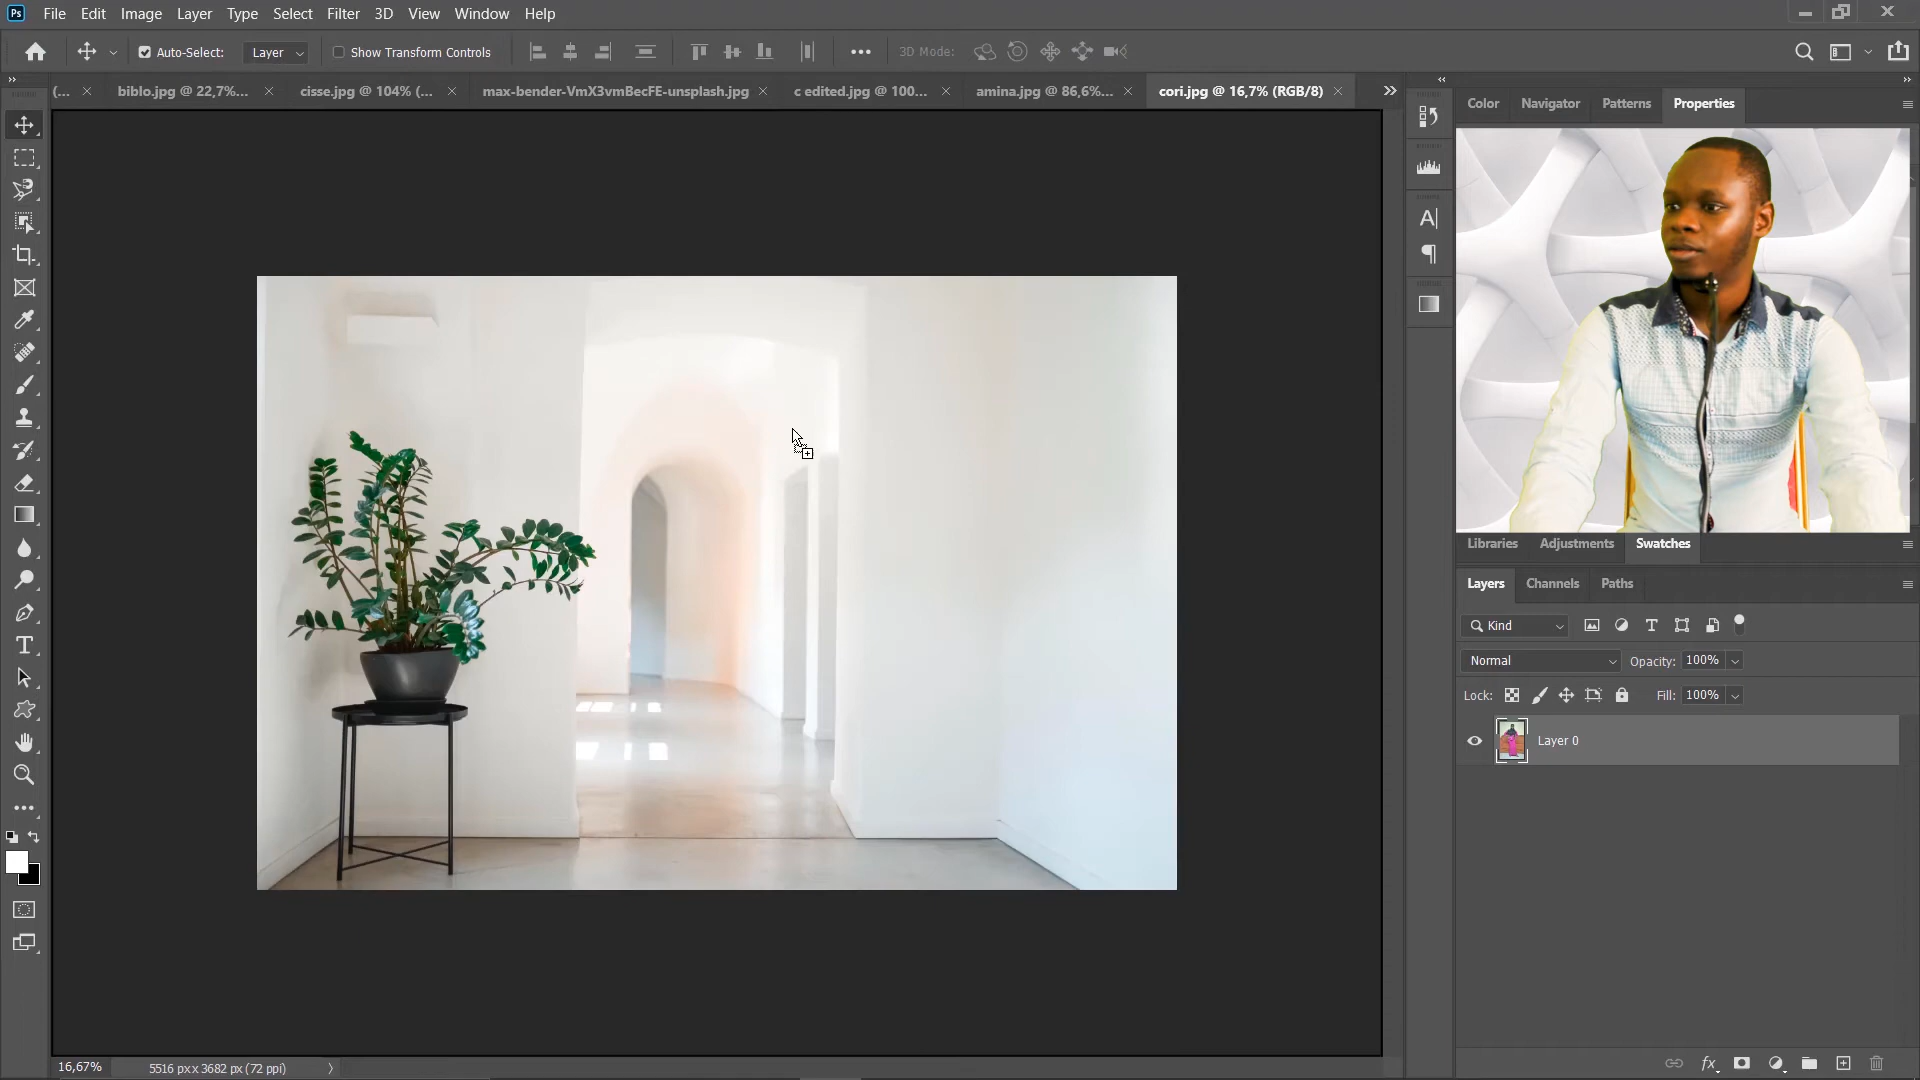 Ps File Edit Image Layer Type Select Filter 3D View Window Help
Auto-Select: Layer Show Transform Controls 3D Mode:
(... biblo.jpg @ 22,7%... cisse.jpg @ 104% (... max-bender-VmX3vmBecFE-unsplash.jpg c edited.jpg @ 100... amina.jpg @ 86,6%... cori.jpg @ 16,7% (RGB/8)
Color Navigator Patterns Properties
Libraries Adjustments Swatches
Layers Channels Paths
Kind
Normal Opacity: 100%
Lock: Fill: 100%
Layer 0
fx
16,67% 5516 px x 3682 px (72 ppi)